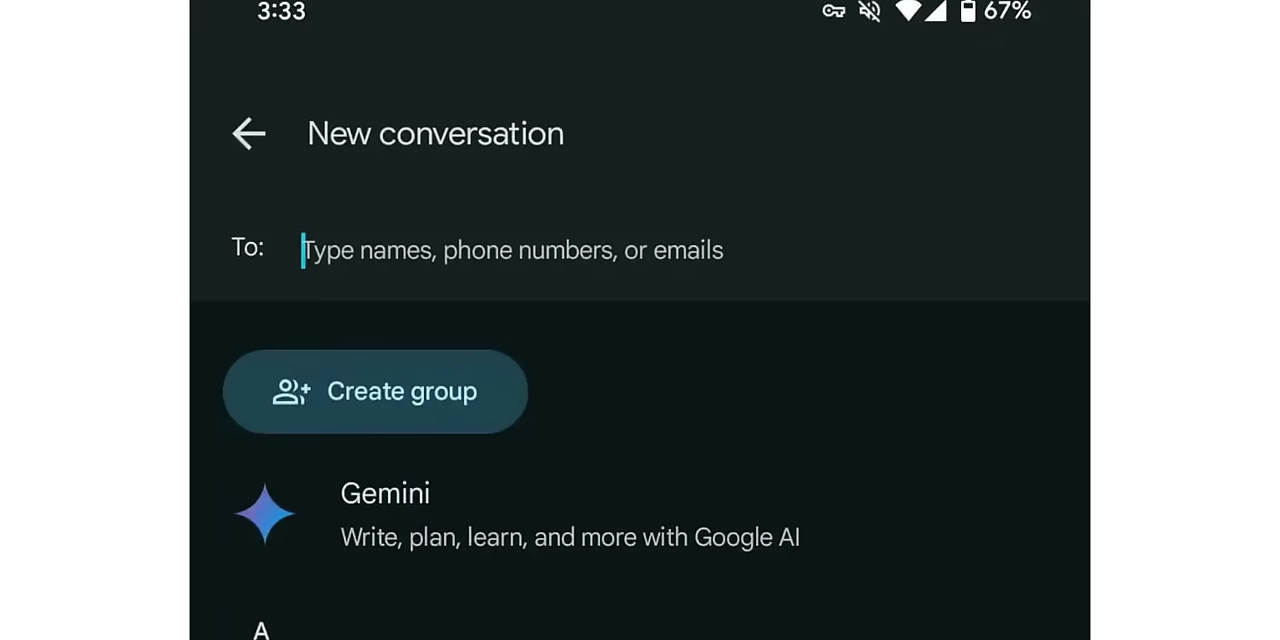 3:33 67%
New conversation
To: Type names, phone numbers, or emails
Create group
Gemini
Write, plan, learn, and more with Google AI
A